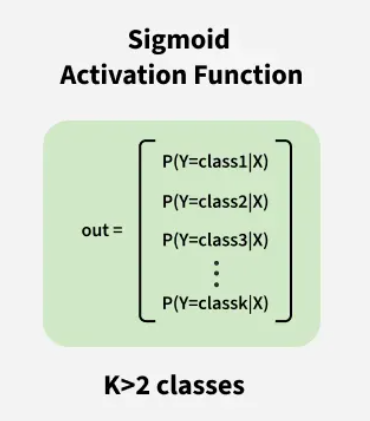 Sigmoid
Activation Function
P(Y=class1|X)
P(Y=class2|X)
out =
P(Y=class3|X)
P(Y=classk|X)
K>2 classes